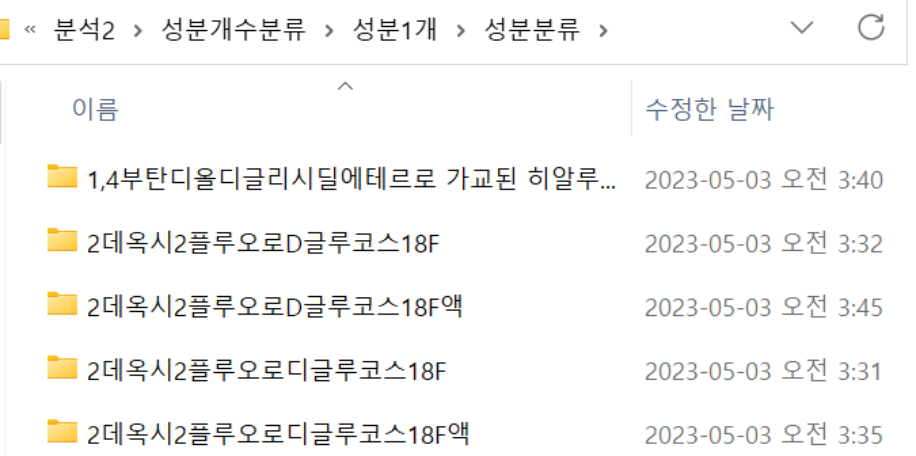 « 분석2 > 성분개수분류 > 성분1개 > 성분분류 >
이름 수정한 날짜
1,4부탄디올디글리시딜에테르로 가교된 히알루... 2023-05-03 오전 3:40
2데옥시2플루오로D글루코스18F 2023-05-03 오전 3:32
2데옥시2플루오로D글루코스18F액 2023-05-03 오전 3:45
2데옥시2플루오로디글루코스18F 2023-05-03 오전 3:31
2데옥시2플루오로디글루코스18F액 2023-05-03 오전 3:35